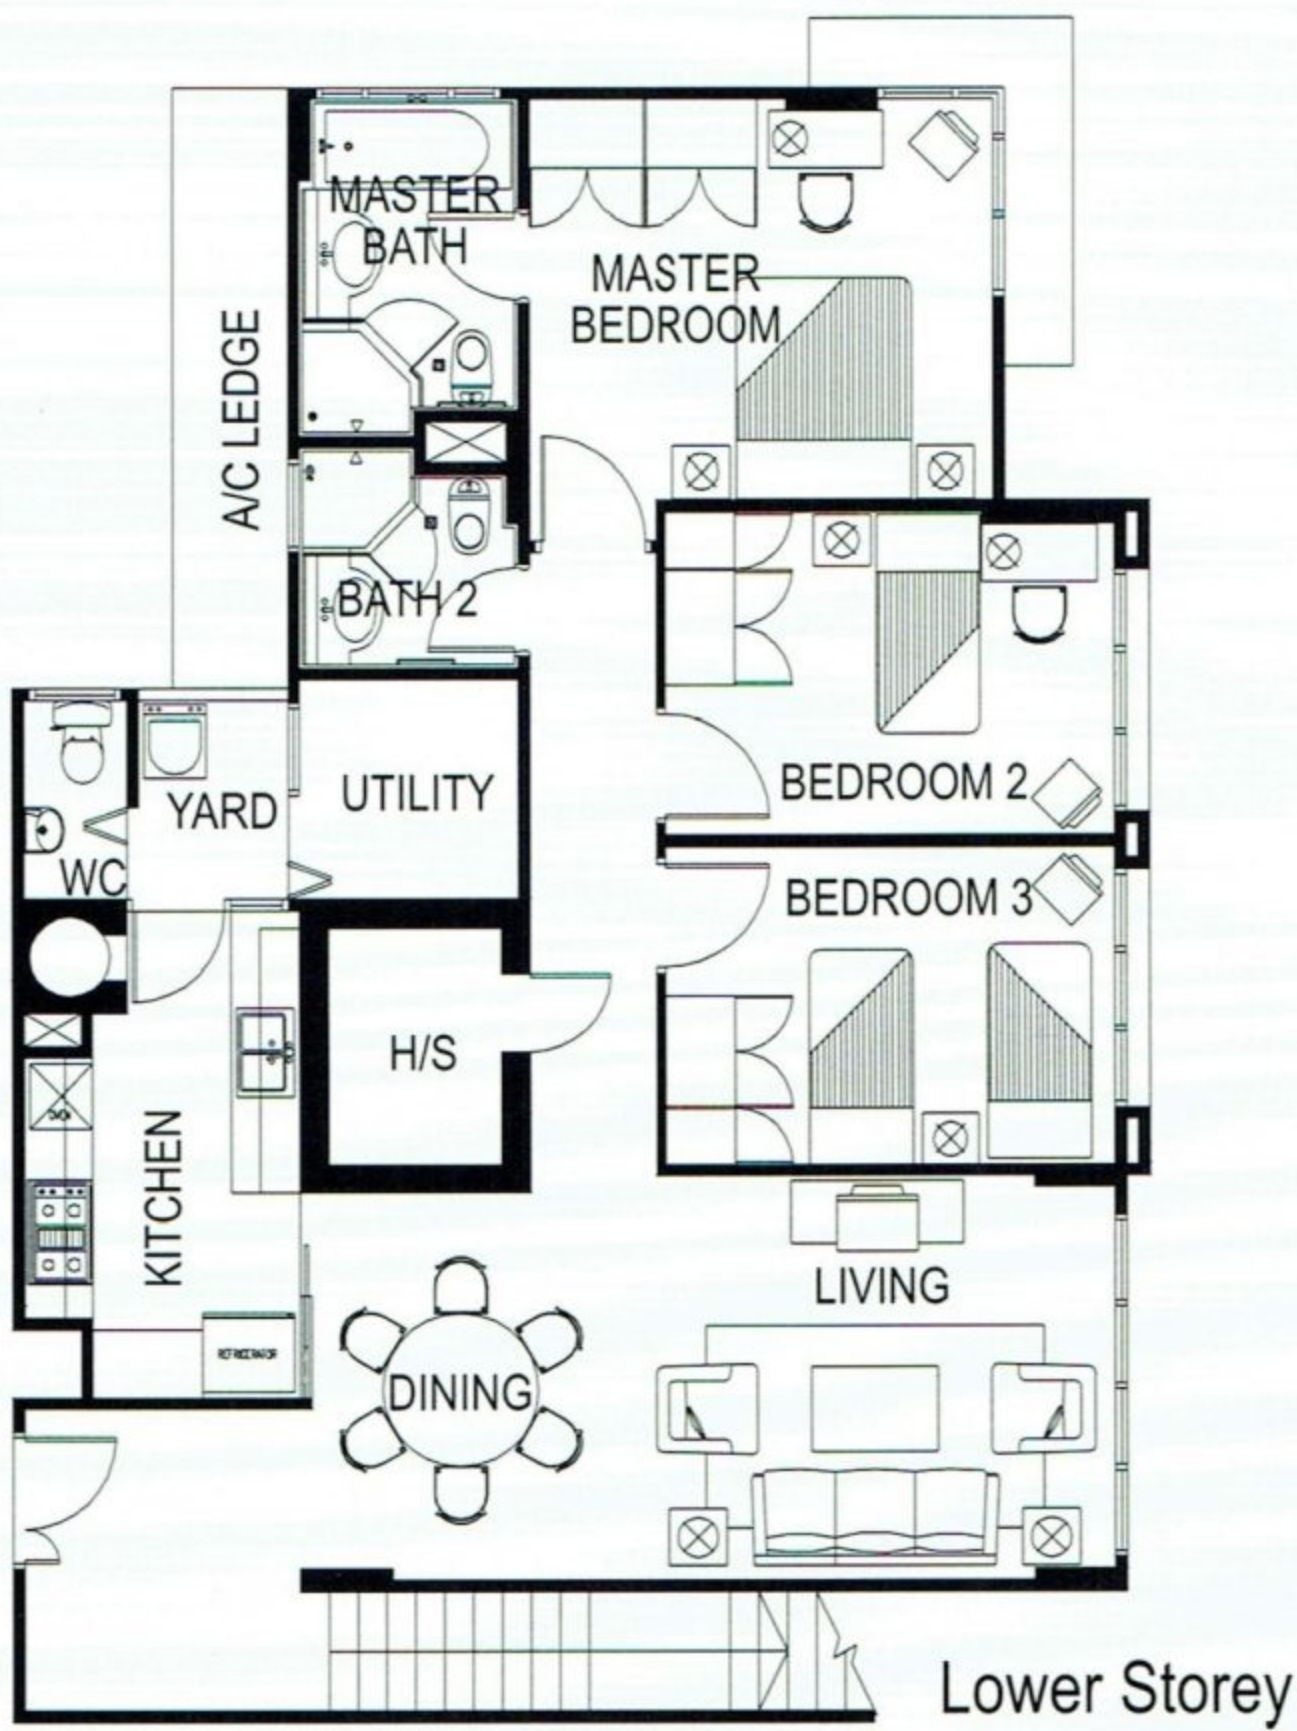 MASTER
BATH
MASTER
BEDROOM
A/C LEDGE
BATH 2
YARD
UTILITY
BEDROOM 2
WC
BEDROOM 3
H/S
KITCHEN
LIVING
REFRIGERATOR
DINING
Lower Storey